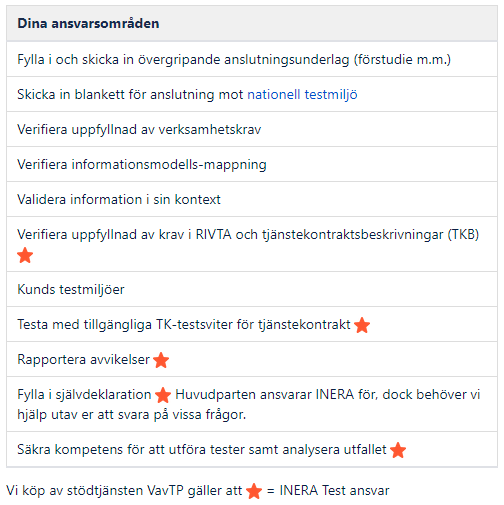 Dina ansvarsområden
Fylla i och skicka in övergripande anslutningsunderlag (förstudie m.m.)
Skicka in blankett för anslutning mot nationell testmiljö
Verifiera uppfyllnad av verksamhetskrav
Verifiera informationsmodells-mappning
Validera information i sin kontext
Verifiera uppfyllnad av krav i RIVTA och tjänstekontraktsbeskrivningar (TKB)
Kunds testmiljöer
Testa med tillgängliga TK-testsviter för tjänstekontrakt
Rapportera avvikelser
Fylla i självdeklaration Huvudparten ansvarar INERA för, dock behöver vi
hjälp utav er att svara på vissa frågor.
Säkra kompetens för att utföra tester samt analysera utfallet
Vi köp av stödtjänsten VavTP gäller att = INERA Test ansvar